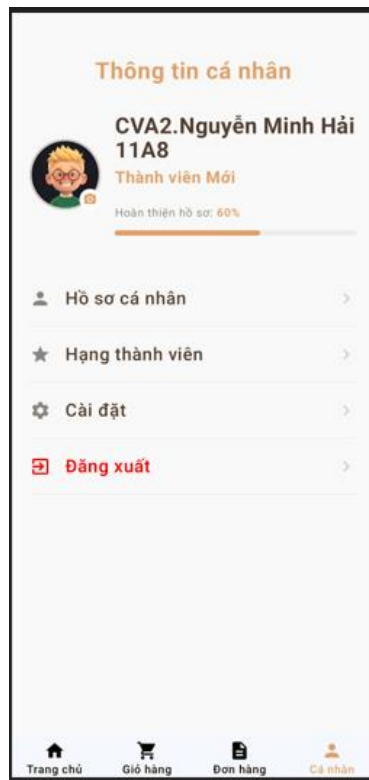 Thông tin cá nhân
CVA2.Nguyễn Minh Hải
11A8
Thành viên Mới
Hoàn thiện hồ sơ: 60%
Hồ sơ cá nhân
Hạng thành viên
Cài đặt
Đăng xuất
Trang chủ Giỏ hàng Đơn hàng Cá nhân